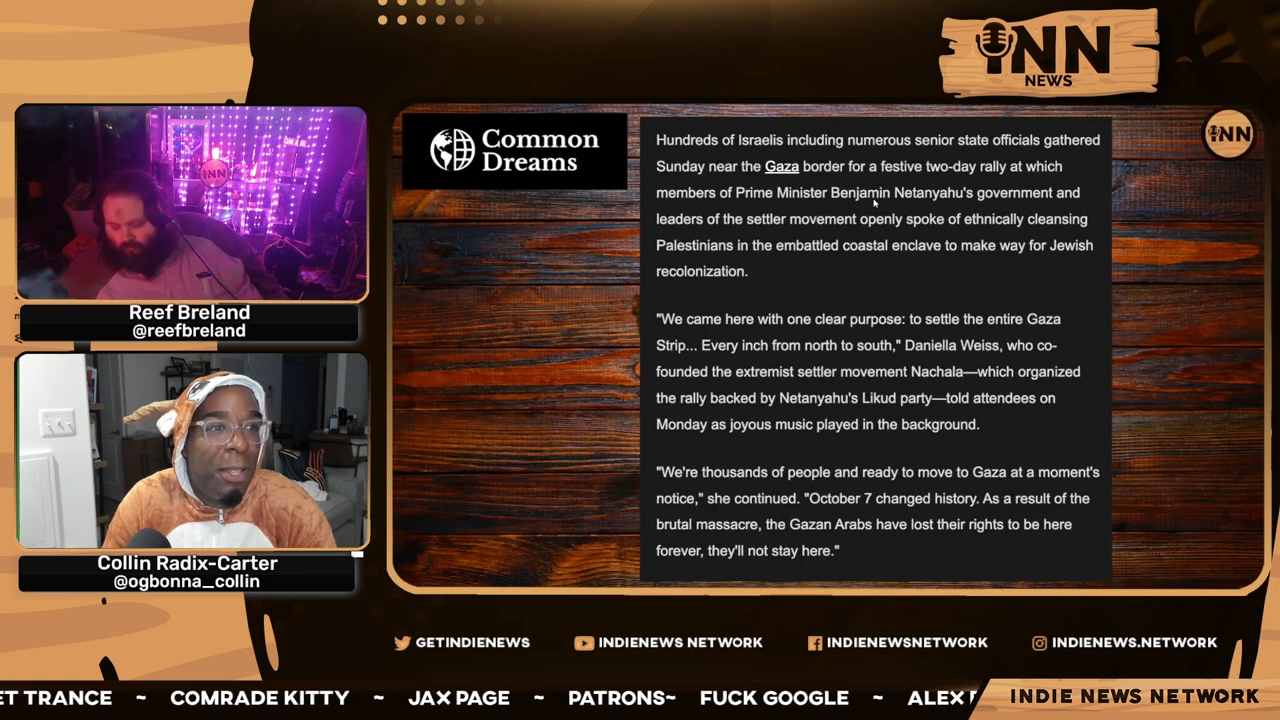 INN
NEWS
Common
Dreams
INN
Hundreds of Israelis including numerous senior state officials gathered
Sunday near the Gaza border for a festive two-day rally at which
members of Prime Minister Benjamin Netanyahu's government and
leaders of the settler movement openly spoke of ethnically cleansing
Palestinians in the embattled coastal enclave to make way for Jewish
recolonization.
"We came here with one clear purpose: to settle the entire Gaza
Strip... Every inch from north to south," Daniella Weiss, who co-
founded the extremist settler movement Nachala—which organized
the rally backed by Netanyahu's Likud party—told attendees on
Monday as joyous music played in the background.
"We're thousands of people and ready to move to Gaza at a moment's
notice," she continued. "October 7 changed history. As a result of the
brutal massacre, the Gazan Arabs have lost their rights to be here
forever, they'll not stay here."
INN
Reef Breland
@reefbreland
Collin Radix-Carter
@ogbonna_collin
GETINDIENEWS
INDIENEWS NETWORK
INDIENEWSNETWORK
INDIENEWS.NETWORK
ET TRANCE ~ COMRADE KITTY ~ JAX PAGE ~ PATRONS~ FUCK GOOGLE ~ ALEX
INDIE NEWS NETWORK